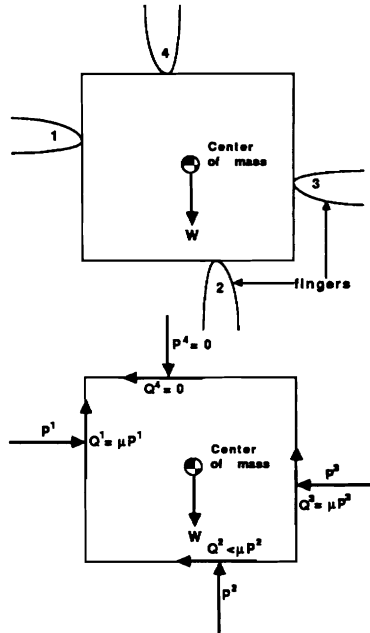 4
1
Center
of mass
3
W
2
fingers
P⁴= 0
Q⁴= 0
P¹
Q¹= μP¹
Center
of mass
P³
Q³= μP³
W
Q²<μP²
P²